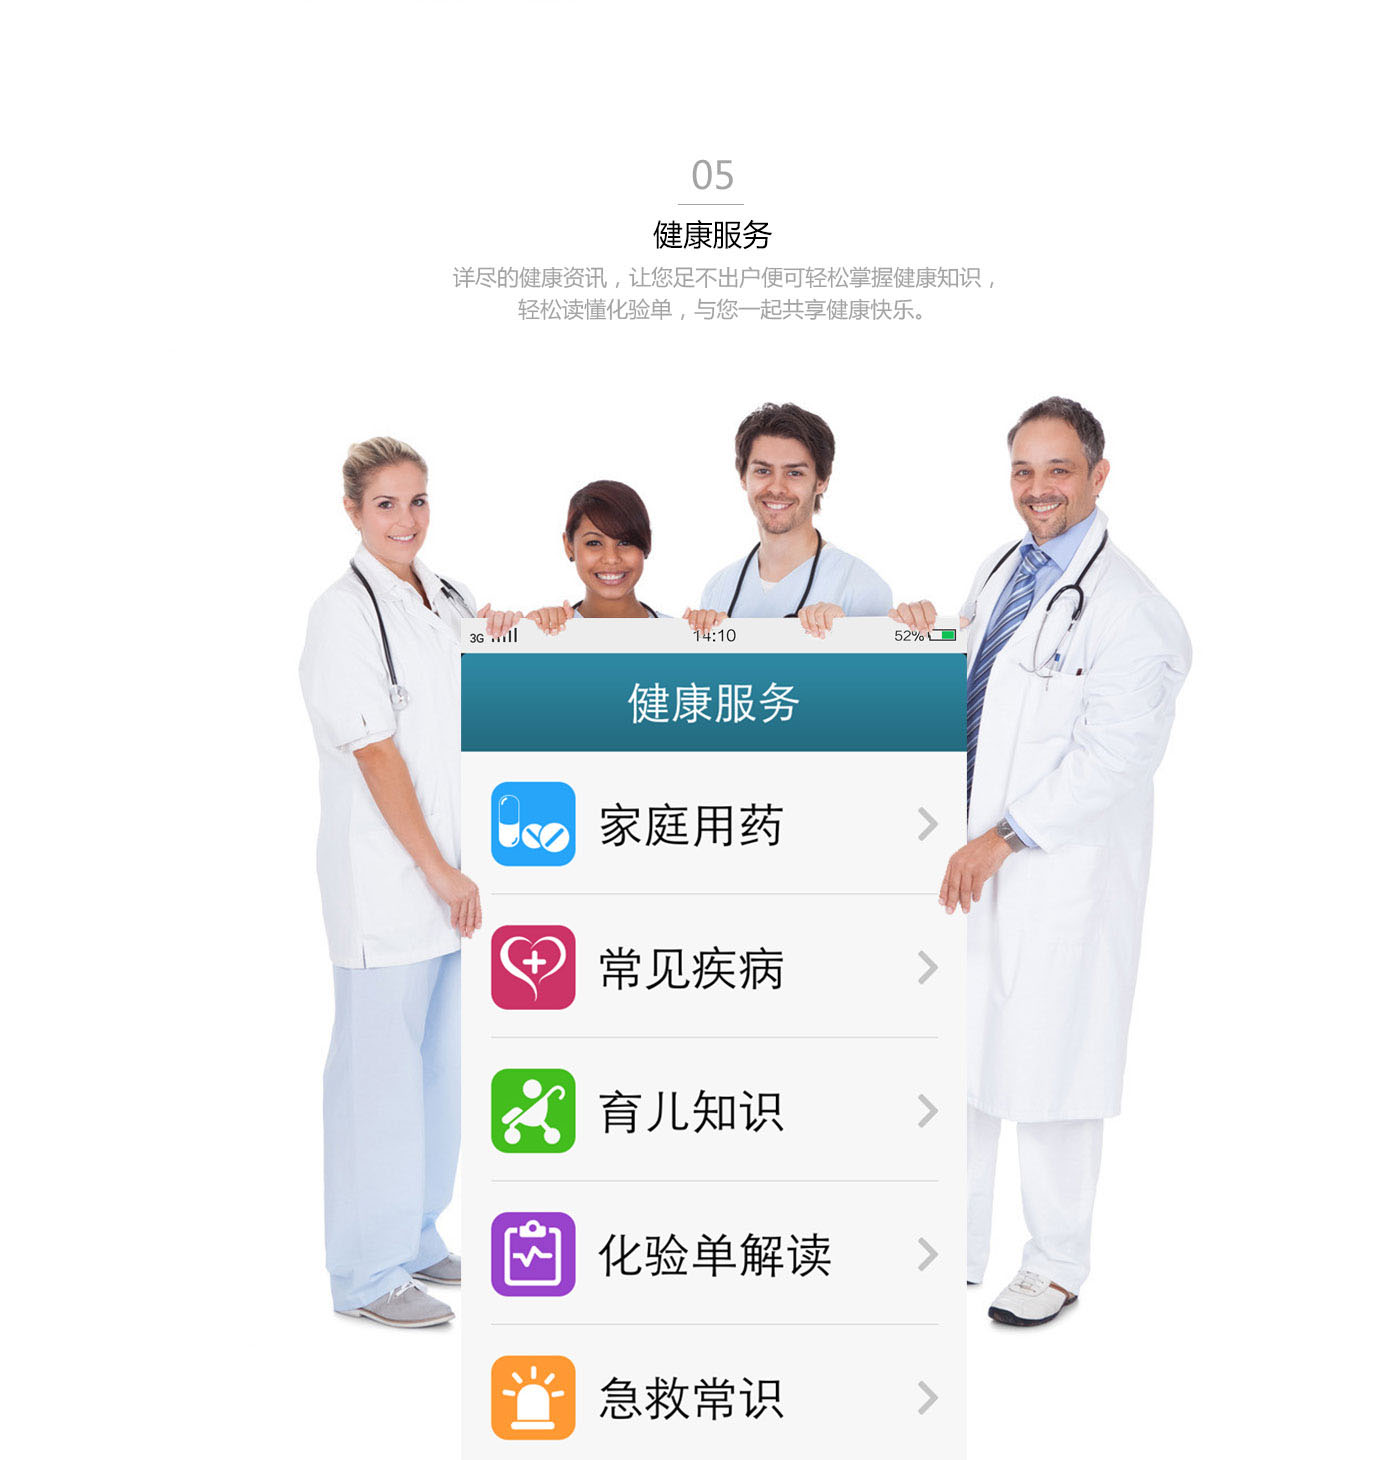 05
健康服务
详尽的健康资讯，让您足不出户便可轻松掌握健康知识，
轻松读懂化验单，与您一起共享健康快乐。
3G 14:10 52%
健康服务
家庭用药
常见疾病
育儿知识
化验单解读
急救常识